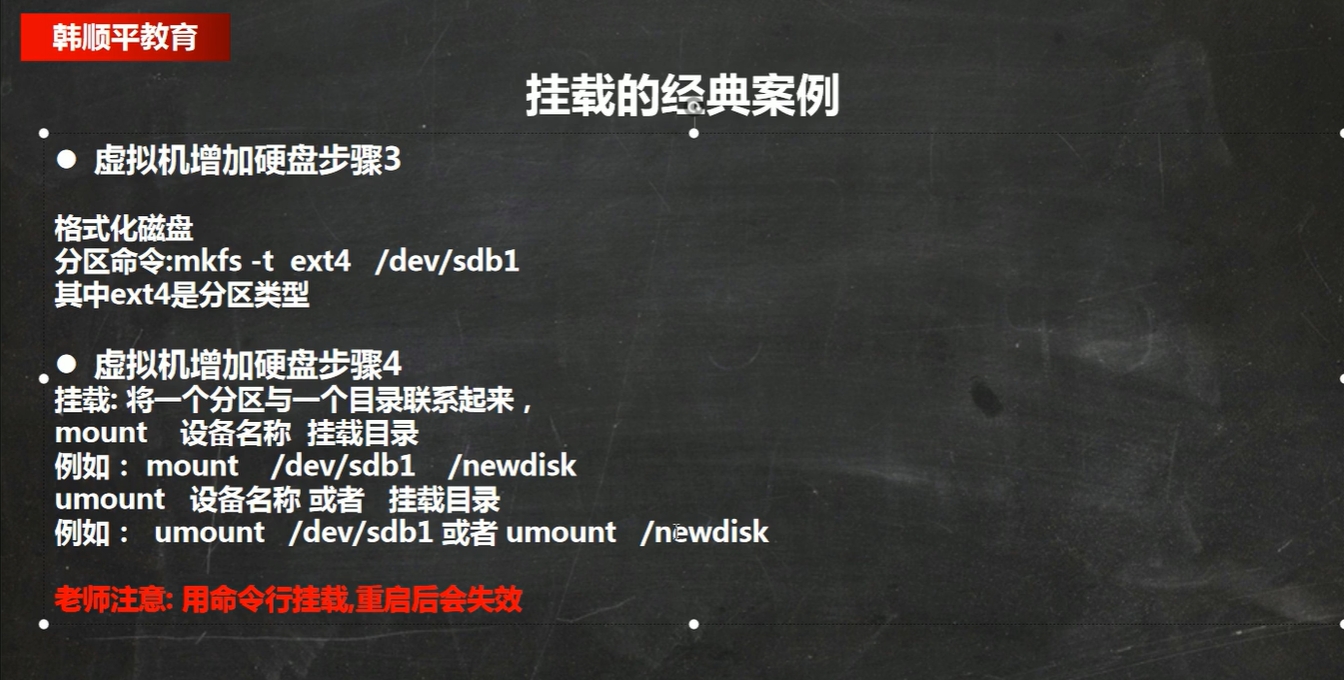 韩顺平教育
挂载的经典案例
● 虚拟机增加硬盘步骤3
格式化磁盘
分区命令:mkfs -t ext4 /dev/sdb1
其中ext4是分区类型
● 虚拟机增加硬盘步骤4
挂载: 将一个分区与一个目录联系起来，
mount 设备名称 挂载目录
例如： mount /dev/sdb1 /newdisk
umount 设备名称 或者 挂载目录
例如： umount /dev/sdb1 或者 umount /newdisk
老师注意: 用命令行挂载,重启后会失效